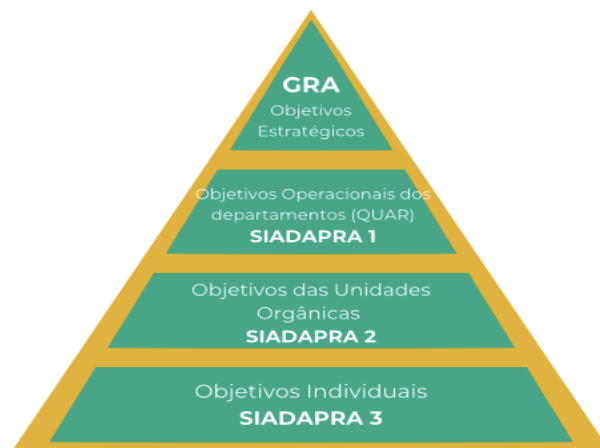 GRA
Objetivos
Estratégicos
Objetivos Operacionais dos
departamentos (QUAR)
SIADAPRA 1
Objetivos das Unidades
Orgânicas
SIADAPRA 2
Objetivos Individuais
SIADAPRA 3